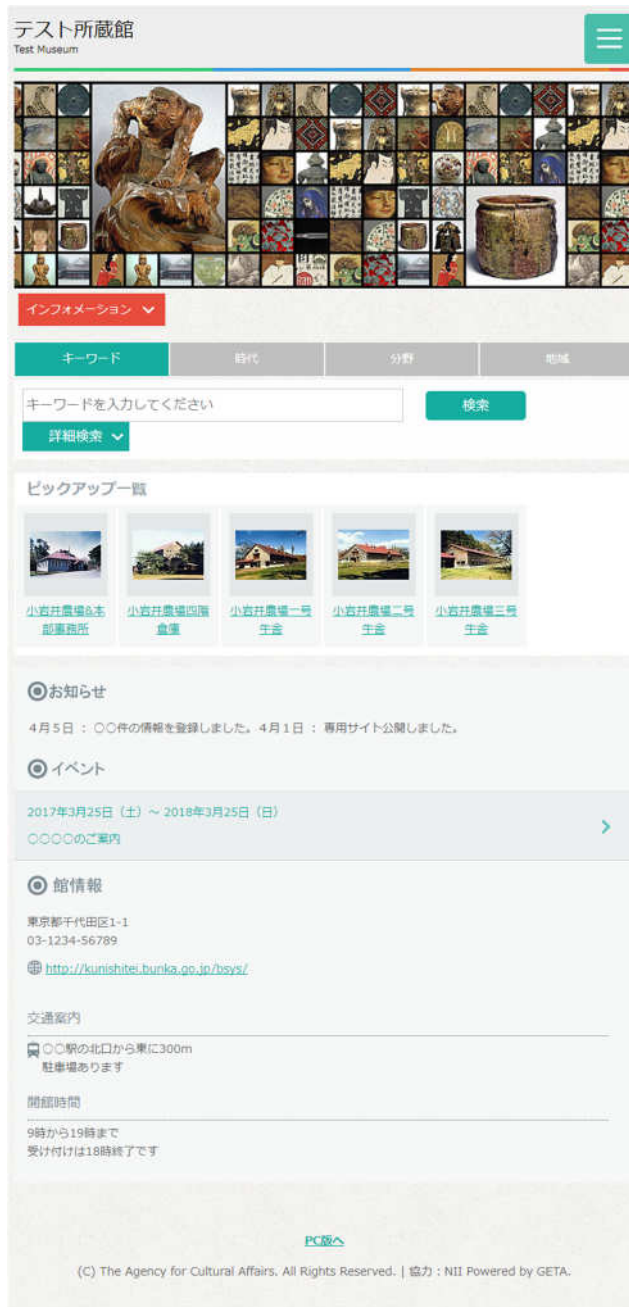 テスト所蔵館
Test Museum
インフォメーション
キーワード 時代 分野 地域
キーワードを入力してください 検索
詳細検索
ピックアップ一覧
小岩井農場&本
部事務所
小岩井農場四階
倉庫
小岩井農場一号
牛舎
小岩井農場二号
牛舎
小岩井農場三号
牛舎
お知らせ
4月5日 : ○○件の情報を登録しました。4月1日 : 専用サイト公開しました。
イベント
2017年3月25日(土)~ 2018年3月25日(日)
○○○○のご案内
館情報
東京都千代田区1-1
03-1234-56789
http://kunishitei.bunka.go.jp/bsys/
交通案内
○○駅の北口から東に300m
駐車場あります
開館時間
9時から19時まで
受け付けは18時終了です
PC版へ
(C) The Agency for Cultural Affairs. All Rights Reserved. | 協力:NII Powered by GETA.